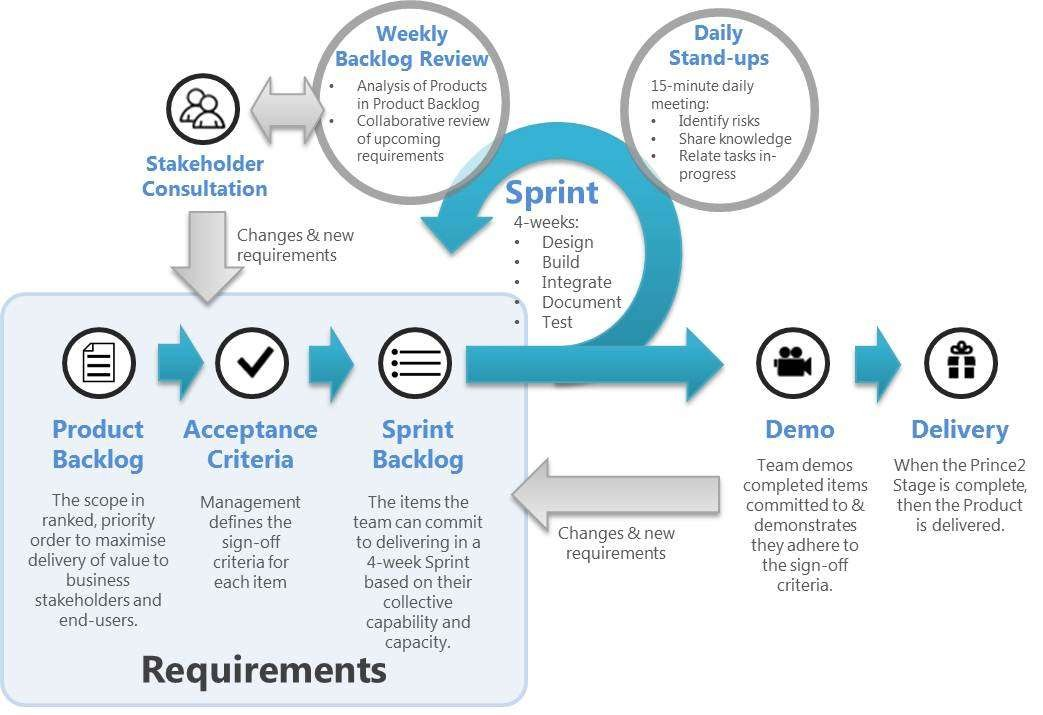 Weekly
Backlog Review
• Analysis of Products
in Product Backlog
• Collaborative review
of upcoming
requirements
Daily
Stand-ups
15-minute daily
meeting:
• Identify risks
• Share knowledge
• Relate tasks in-
progress
Stakeholder
Consultation
Changes & new
requirements
Sprint
4-weeks:
• Design
• Build
• Integrate
• Document
• Test
Product
Backlog
The scope in
ranked, priority
order to maximise
delivery of value to
business
stakeholders and
end-users.
Acceptance
Criteria
Management
defines the
sign-off
criteria for
each item
Sprint
Backlog
The items the
team can commit
to delivering in a
4-week Sprint
based on their
collective
capability and
capacity.
Requirements
Changes & new
requirements
Demo
Team demos
completed items
committed to &
demonstrates
they adhere to
the sign-off
criteria.
Delivery
When the Prince2
Stage is complete,
then the Product
is delivered.